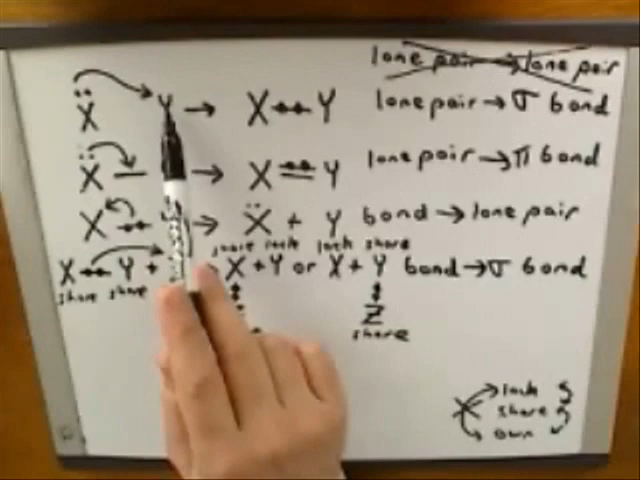 lone pair → lone pair
Ẍ Y → X Y lone pair → σ bond
Ẍ — → X = Y lone pair → π bond
X → Ẍ + Y bond → lone pair
share lack lack share
X Y + X + Y or X + Y bond → σ bond
share share
Z
share
lack
X share
own